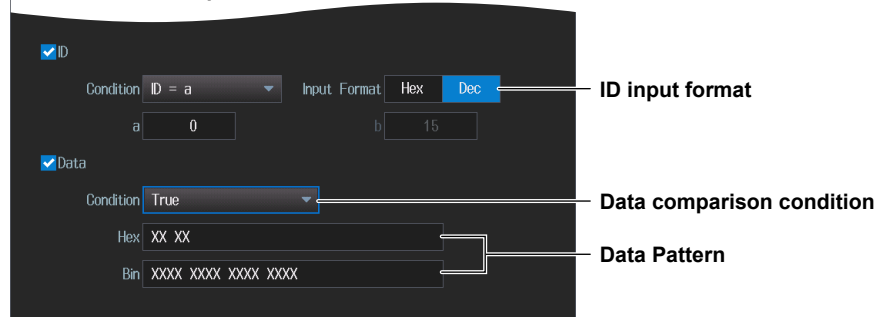 ID
Condition ID = a Input Format Hex Dec ID input format
a 0 b 15
Data
Condition True Data comparison condition
Hex XX XX
Data Pattern
Bin XXXX XXXX XXXX XXXX